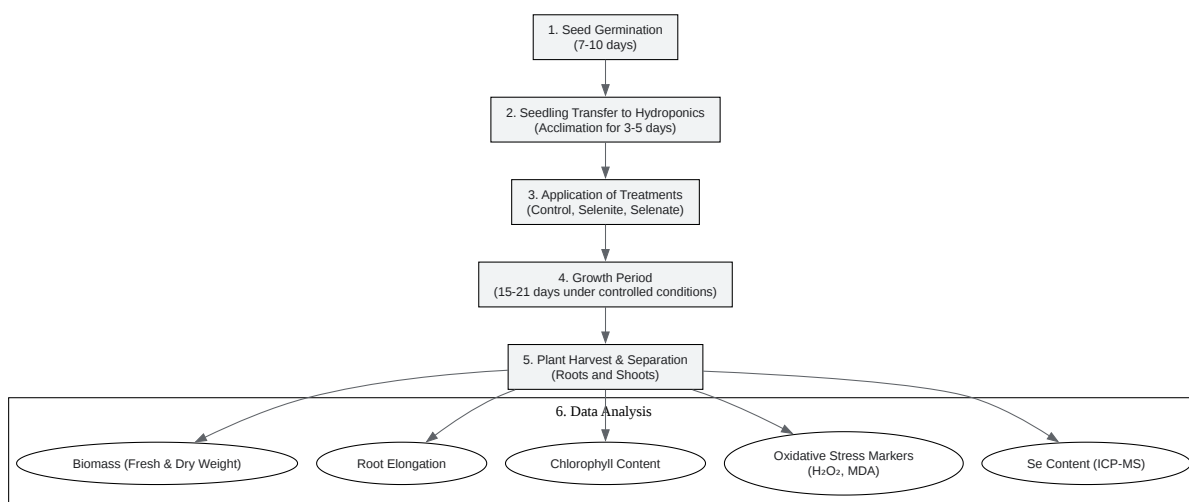 1. Seed Germination
(7-10 days)
2. Seedling Transfer to Hydroponics
(Acclimation for 3-5 days)
3. Application of Treatments
(Control, Selenite, Selenate)
4. Growth Period
(15-21 days under controlled conditions)
5. Plant Harvest & Separation
(Roots and Shoots)
6. Data Analysis
Biomass (Fresh & Dry Weight)
Root Elongation
Chlorophyll Content
Oxidative Stress Markers
(H₂O₂, MDA)
Se Content (ICP-MS)